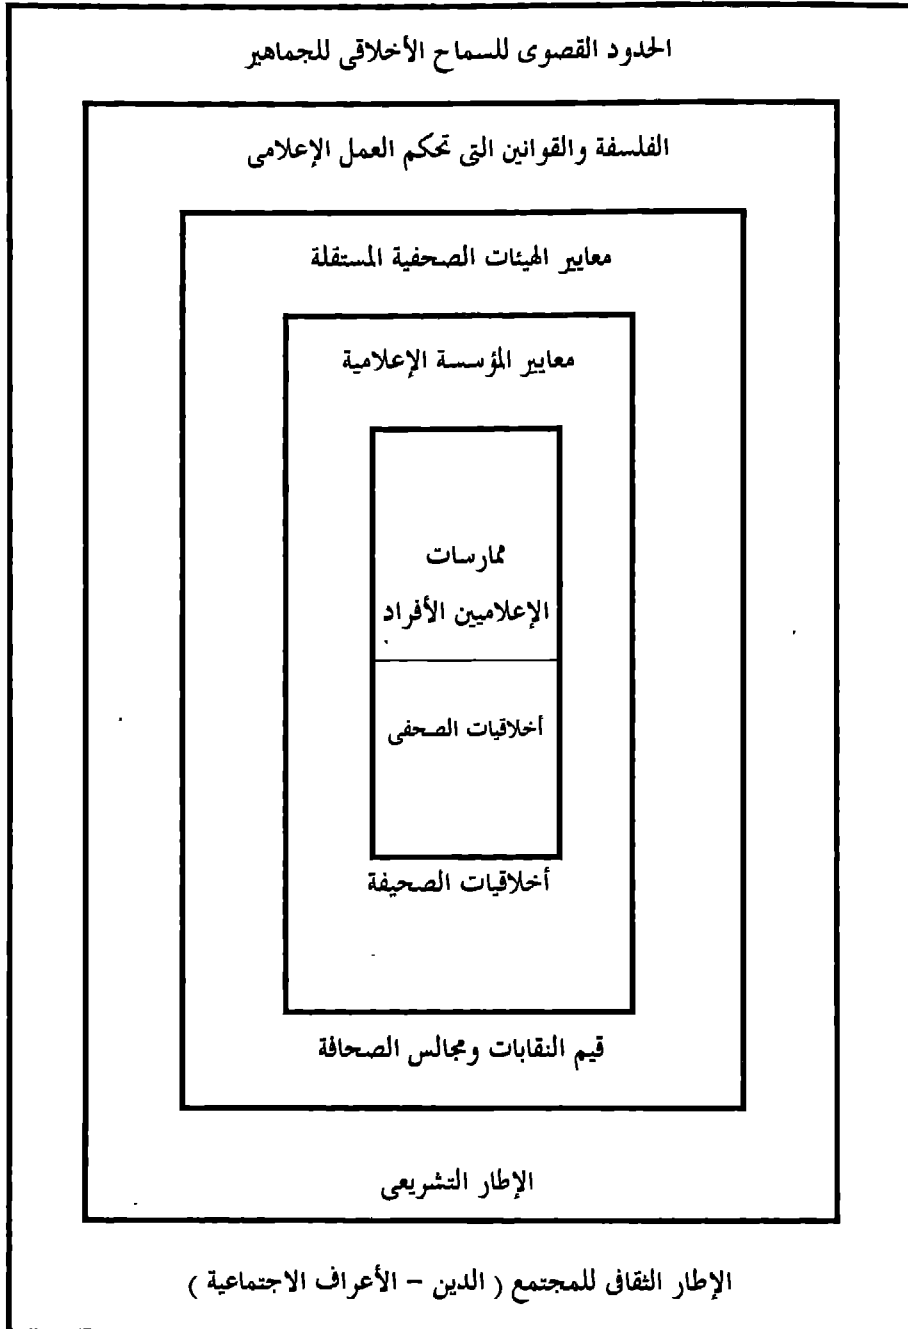 الحدود القصوى للسماح الأخلاقى للجماهير
الفلسفة والقوانين التى تحكم العمل الإعلامى
معايير الهيئات الصحفية المستقلة
معايير المؤسسة الإعلامية
ممارسات
الإعلاميين الأفراد
أخلاقيات الصحفى
أخلاقيات الصحيفة
قيم النقابات ومجالس الصحافة
الإطار التشريعى
الإطار الثقافى للمجتمع ( الدين – الأعراف الاجتماعية )